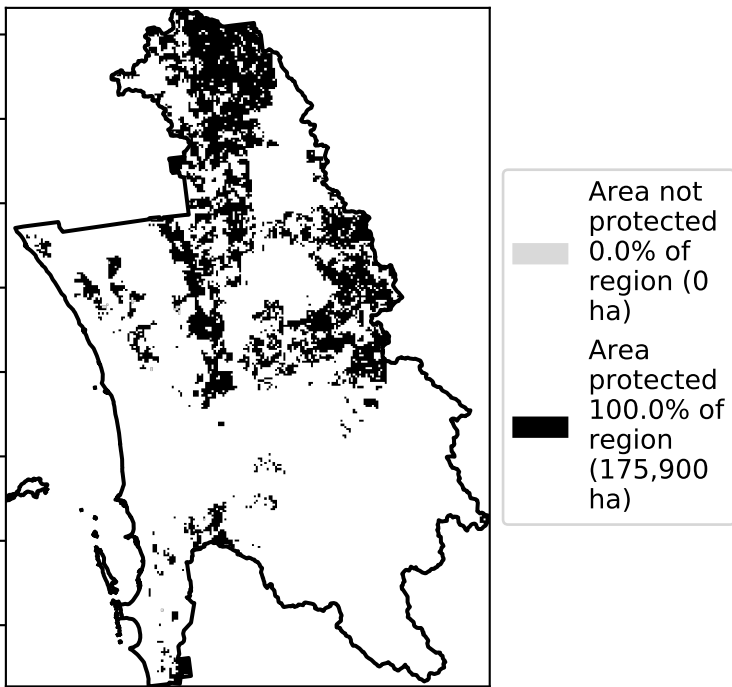 Area not
protected
0.0% of
region (0
ha)
Area
protected
100.0% of
region
(175,900
ha)